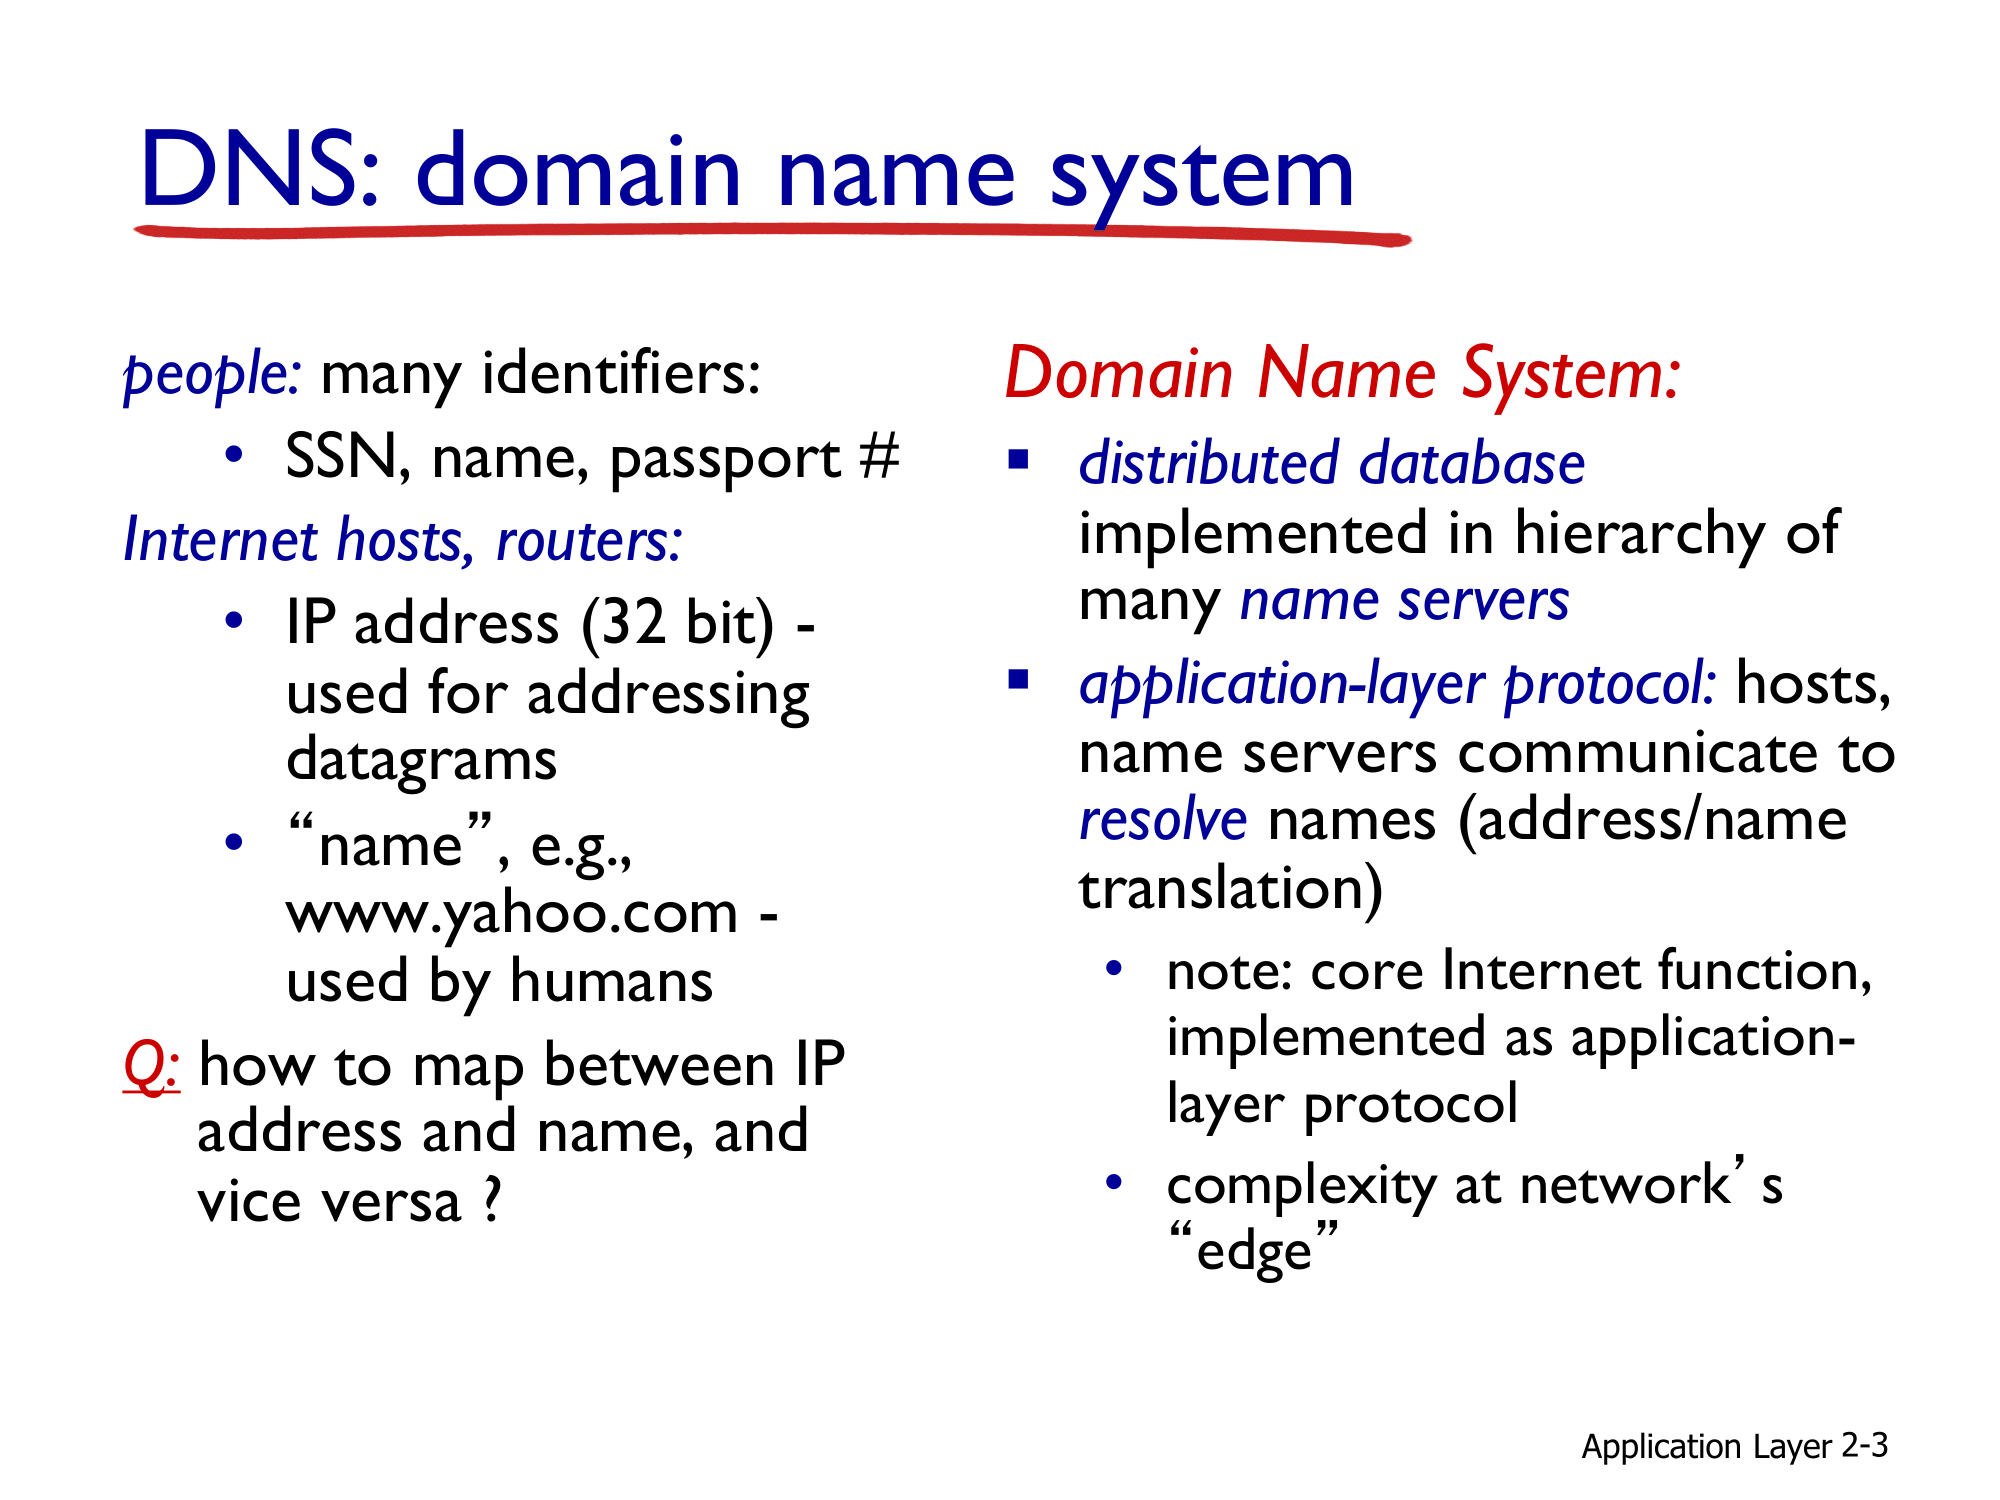 DNS: domain name system
people: many identifiers:
• SSN, name, passport #
Internet hosts, routers:
• IP address (32 bit) -
used for addressing
datagrams
• “name”, e.g.,
www.yahoo.com -
used by humans
Q: how to map between IP
address and name, and
vice versa ?
Domain Name System:
▪ distributed database
implemented in hierarchy of
many name servers
▪ application-layer protocol: hosts,
name servers communicate to
resolve names (address/name
translation)
• note: core Internet function,
implemented as application-
layer protocol
• complexity at network’s
“edge”
Application Layer 2-3